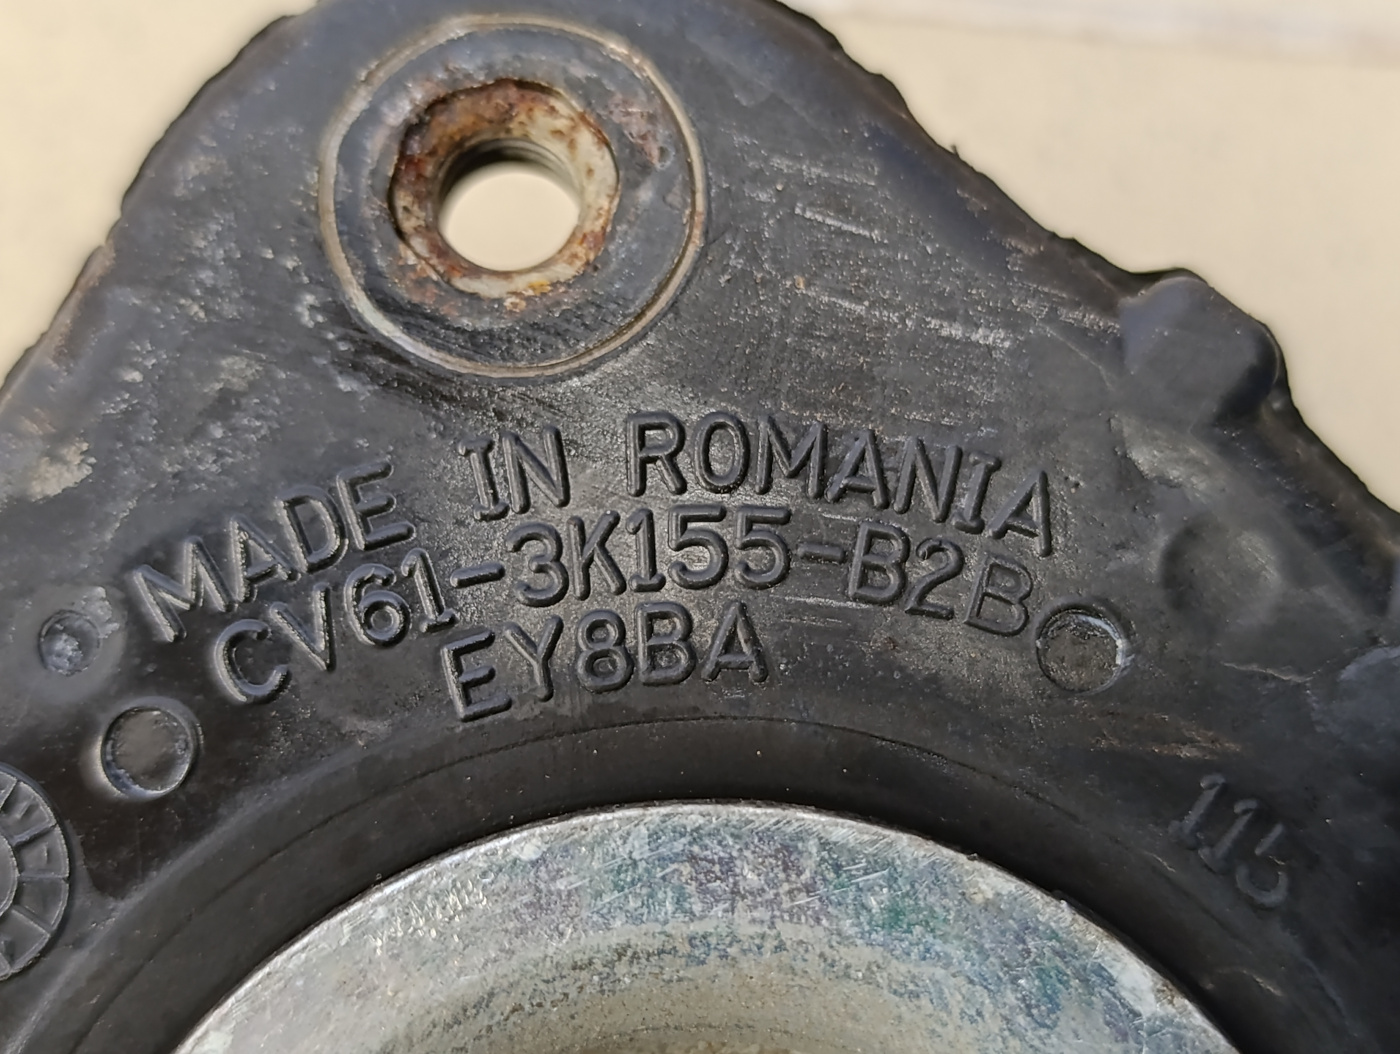 MADE IN ROMANIA
CV61-3K155-B2B
EY8BA
115